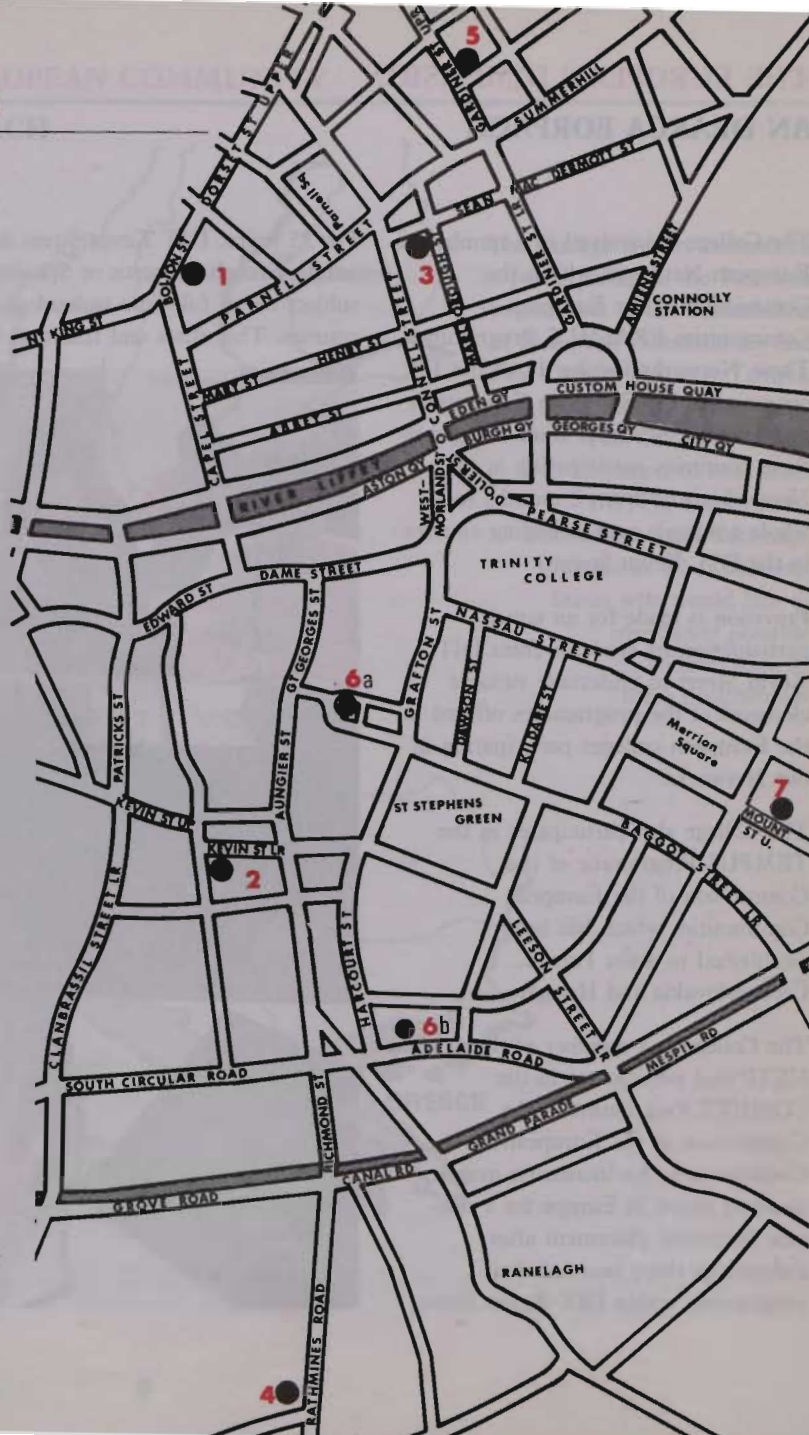 5
UPR
GARDINER ST
SUMMERHILL
DORSET ST UPPER
Parnell Sq
SEAN MAC DERMOTT ST
BOLTON ST
1
PARNELL STREET
3
MARLBOROUGH
GARDINER ST LR
AMIENS STREET
CONNOLLY
STATION
NT KING ST
HENRY ST
MARY ST
O CONNELL STREET
CAPEL STREET
ABBEY ST
EDEN QY
CUSTOM HOUSE QUAY
BURGH QY
GEORGES QY
CITY QY
RIVER LIFFEY
ASTON QY
WEST-
MORLAND ST
DOLIER ST
PEARSE STREET
TRINITY
COLLEGE
DAME STREET
EDWARD ST
GT GEORGES ST
NASSAU STREET
6a
GRAFTON ST
DAWSON ST
KILDARE ST
Merrion
Square
PATRICKS ST
AUNGIER ST
7
MOUNT
ST U.
ST STEPHENS
GREEN
KEVIN ST U.
KEVIN ST LR
BAGGOT STREET LR
2
CLANBRASSIL STREET LR
HARCOURT ST
LEESON STREET LR
6b
ADELAIDE ROAD
MESPIL RD
SOUTH CIRCULAR ROAD
RICHMOND ST
GRAND PARADE
CANAL RD
GROVE ROAD
RANELAGH
RATHMINES ROAD
4